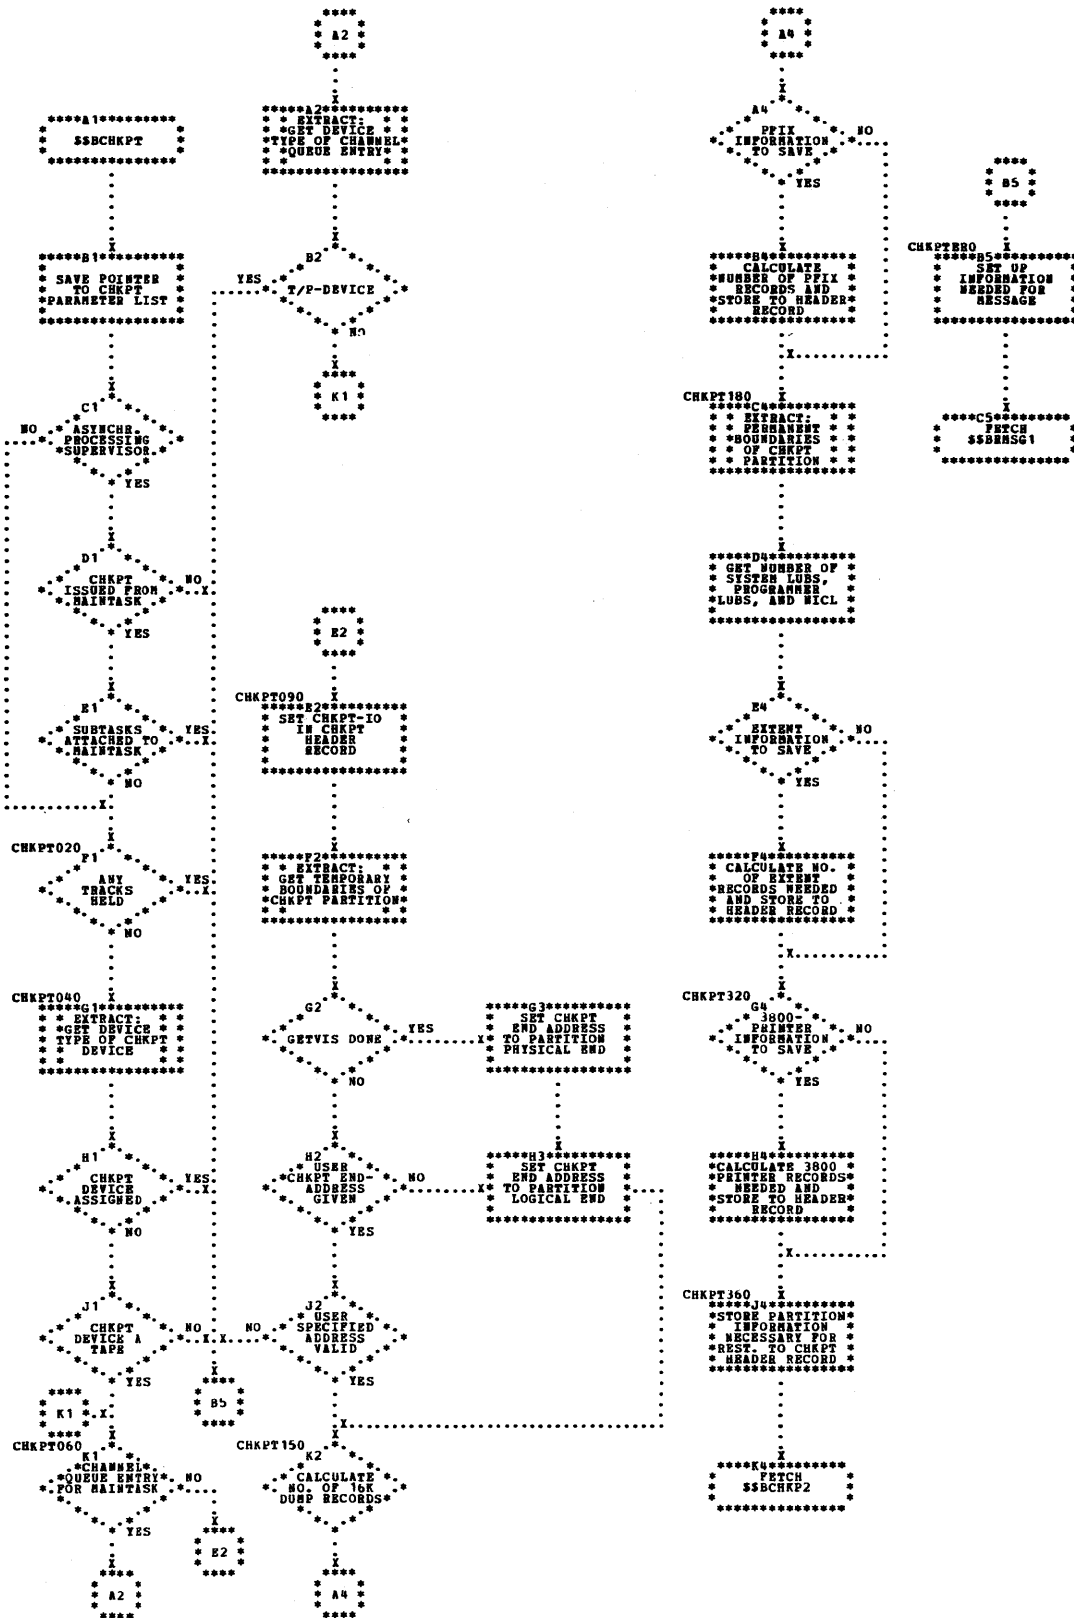 A2
A2
EXTRACT:
GET DEVICE
TYPE OF CHANNEL
QUEUE ENTRY
B2
YES
T/P-DEVICE
NO
K1
A1
$$BCHKPT
B1
SAVE POINTER
TO CHKPT
PARAMETER LIST
C1
NO
ASYNCHR.
PROCESSING
SUPERVISOR
YES
D1
CHKPT
ISSUED FROM
MAINTASK
NO
YES
E1
SUBTASKS
ATTACHED TO
MAINTASK
YES
NO
CHKPT020
F1
ANY
TRACKS
HELD
YES
NO
CHKPT040
G1
EXTRACT:
GET DEVICE
TYPE OF CHKPT
DEVICE
H1
CHKPT
DEVICE
ASSIGNED
YES
NO
J1
CHKPT
DEVICE A
TAPE
NO
YES
K1
B5
CHKPT060
K1
CHANNEL
QUEUE ENTRY
FOR MAINTASK
NO
YES
E2
A2
E2
CHKPT090
E2
SET CHKPT-IO
IN CHKPT
HEADER
RECORD
F2
EXTRACT:
GET TEMPORARY
BOUNDARIES OF
CHKPT PARTITION
G2
GETVIS DONE
YES
NO
G3
SET CHKPT
END ADDRESS
TO PARTITION
PHYSICAL END
H2
USER
CHKPT END-
ADDRESS
GIVEN
NO
YES
H3
SET CHKPT
END ADDRESS
TO PARTITION
LOGICAL END
J2
NO
USER
SPECIFIED
ADDRESS
VALID
YES
CHKPT150
K2
CALCULATE
NO. OF 16K
DUMP RECORDS
A4
A4
A4
PFIX
INFORMATION
TO SAVE
NO
YES
B4
CALCULATE
NUMBER OF PFIX
RECORDS AND
STORE TO HEADER
RECORD
CHKPT180
C4
EXTRACT:
PERMANENT
BOUNDARIES
OF CHKPT
PARTITION
D4
GET NUMBER OF
SYSTEM LUBS,
PROGRAMMER
LUBS, AND NICL
E4
EXTENT
INFORMATION
TO SAVE
NO
YES
F4
CALCULATE NO.
OF EXTENT
RECORDS NEEDED
AND STORE TO
HEADER RECORD
CHKPT320
G4
3800-
PRINTER
INFORMATION
TO SAVE
NO
YES
H4
CALCULATE 3800
PRINTER RECORDS
NEEDED AND
STORE TO HEADER
RECORD
CHKPT360
J4
STORE PARTITION
INFORMATION
NECESSARY FOR
REST. TO CHKPT
HEADER RECORD
K4
FETCH
$$BCHKP2
B5
CHKPTER0
B5
SET UP
INFORMATION
NEEDED FOR
MESSAGE
C5
FETCH
$$BRMSG1